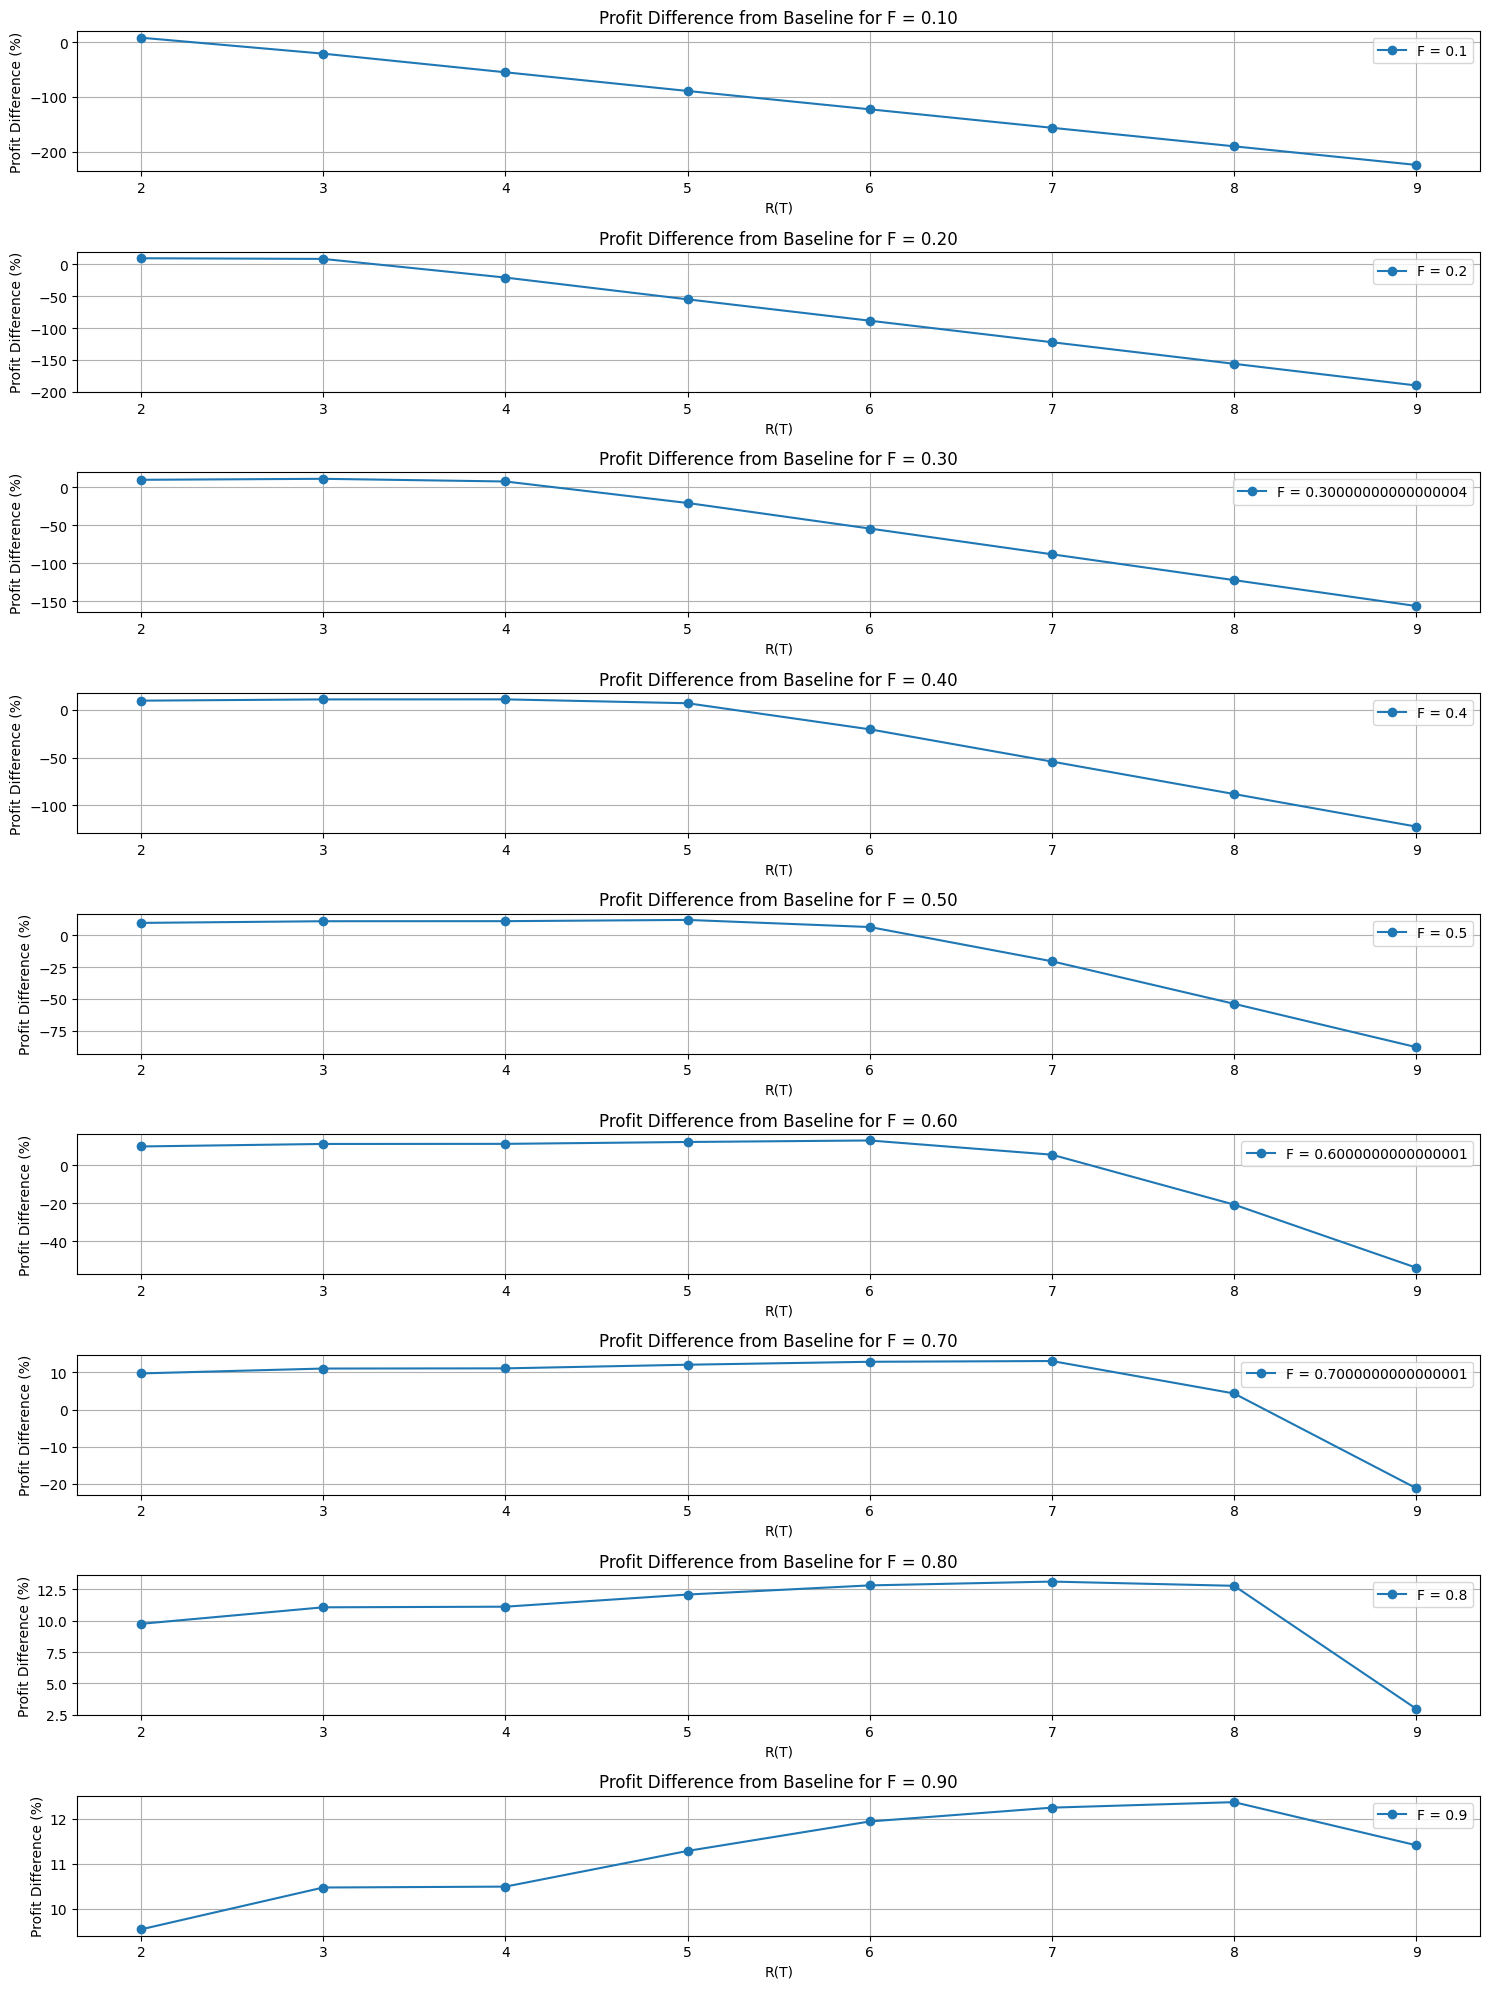 Profit Difference from Baseline for F = 0.10
Profit Difference (%)
0
−100
−200
F = 0.1
2 3 4 5 6 7 8 9
R(T)
Profit Difference from Baseline for F = 0.20
Profit Difference (%)
0
−50
−100
−150
−200
F = 0.2
2 3 4 5 6 7 8 9
R(T)
Profit Difference from Baseline for F = 0.30
Profit Difference (%)
0
−50
−100
−150
F = 0.30000000000000004
2 3 4 5 6 7 8 9
R(T)
Profit Difference from Baseline for F = 0.40
Profit Difference (%)
0
−50
−100
F = 0.4
2 3 4 5 6 7 8 9
R(T)
Profit Difference from Baseline for F = 0.50
Profit Difference (%)
0
−25
−50
−75
F = 0.5
2 3 4 5 6 7 8 9
R(T)
Profit Difference from Baseline for F = 0.60
Profit Difference (%)
0
−20
−40
F = 0.6000000000000001
2 3 4 5 6 7 8 9
R(T)
Profit Difference from Baseline for F = 0.70
Profit Difference (%)
10
0
−10
−20
F = 0.7000000000000001
2 3 4 5 6 7 8 9
R(T)
Profit Difference from Baseline for F = 0.80
Profit Difference (%)
12.5
10.0
7.5
5.0
2.5
F = 0.8
2 3 4 5 6 7 8 9
R(T)
Profit Difference from Baseline for F = 0.90
Profit Difference (%)
12
11
10
F = 0.9
2 3 4 5 6 7 8 9
R(T)